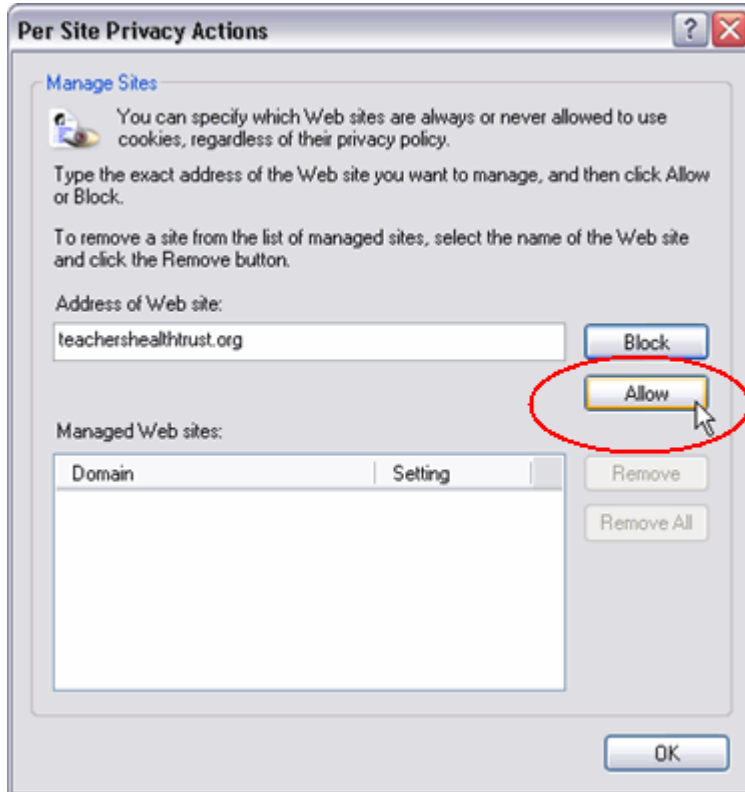 Per Site Privacy Actions
Manage Sites
You can specify which Web sites are always or never allowed to use
cookies, regardless of their privacy policy.
Type the exact address of the Web site you want to manage, and then click Allow
or Block.
To remove a site from the list of managed sites, select the name of the Web site
and click the Remove button.
Address of Web site:
teachershealthtrust.org
Block
Allow
Managed Web sites:
Domain Setting
Remove
Remove All
OK